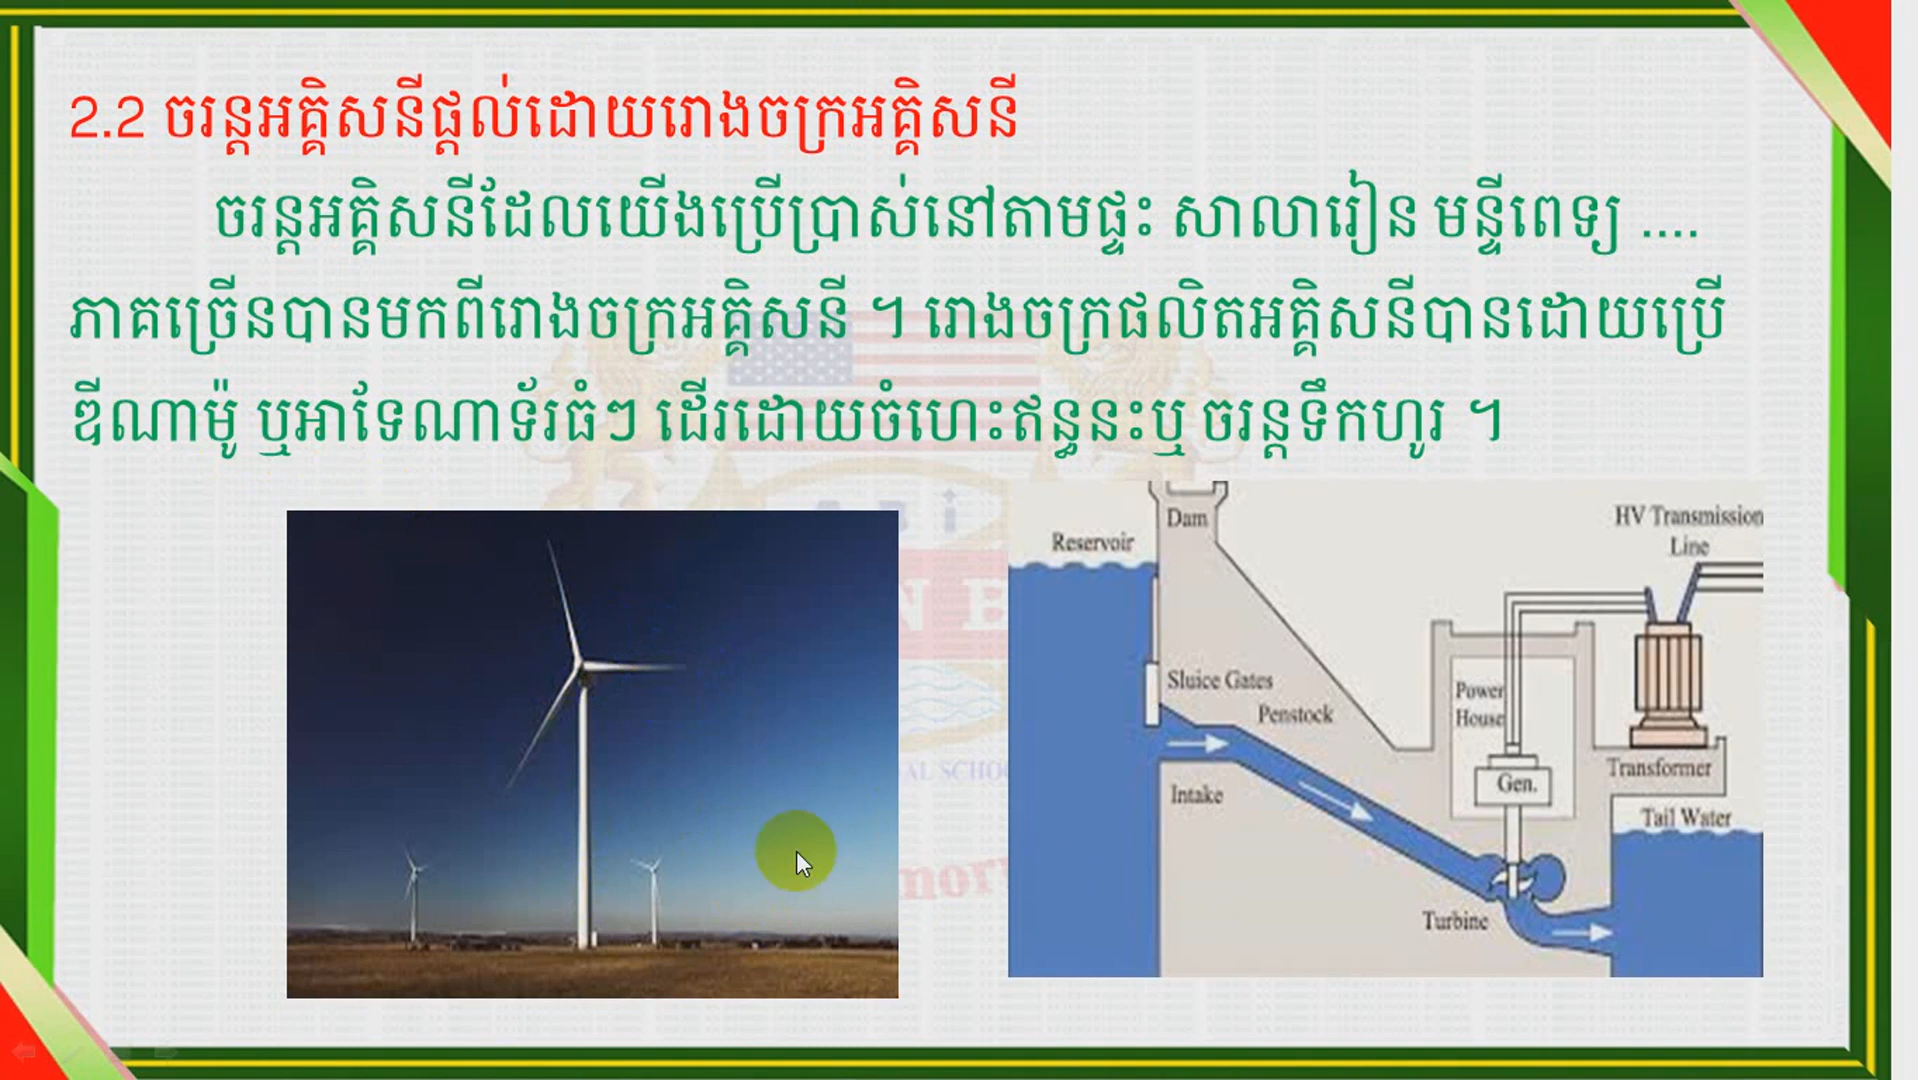 2.2 ចរន្តអគ្គិសនីផ្តល់ដោយរោងចក្រអគ្គិសនី
ចរន្តអគ្គិសនីដែលយើងប្រើប្រាស់នៅតាមផ្ទះ សាលារៀន មន្ទីពេទ្យ ....
ភាគច្រើនបានមកពីរោងចក្រអគ្គិសនី ។ រោងចក្រផលិតអគ្គិសនីបានដោយប្រើ
ឌីណាម៉ូ ឬអាទែណាទ័រធំៗ ដើរដោយចំហេះឥន្ធនះឬ ចរន្តទឹកហូរ ។
Dam
Reservoir
HV Transmission
Line
Sluice Gates
Penstock
Power
House
Intake
Gen.
Transformer
Tail Water
Turbine